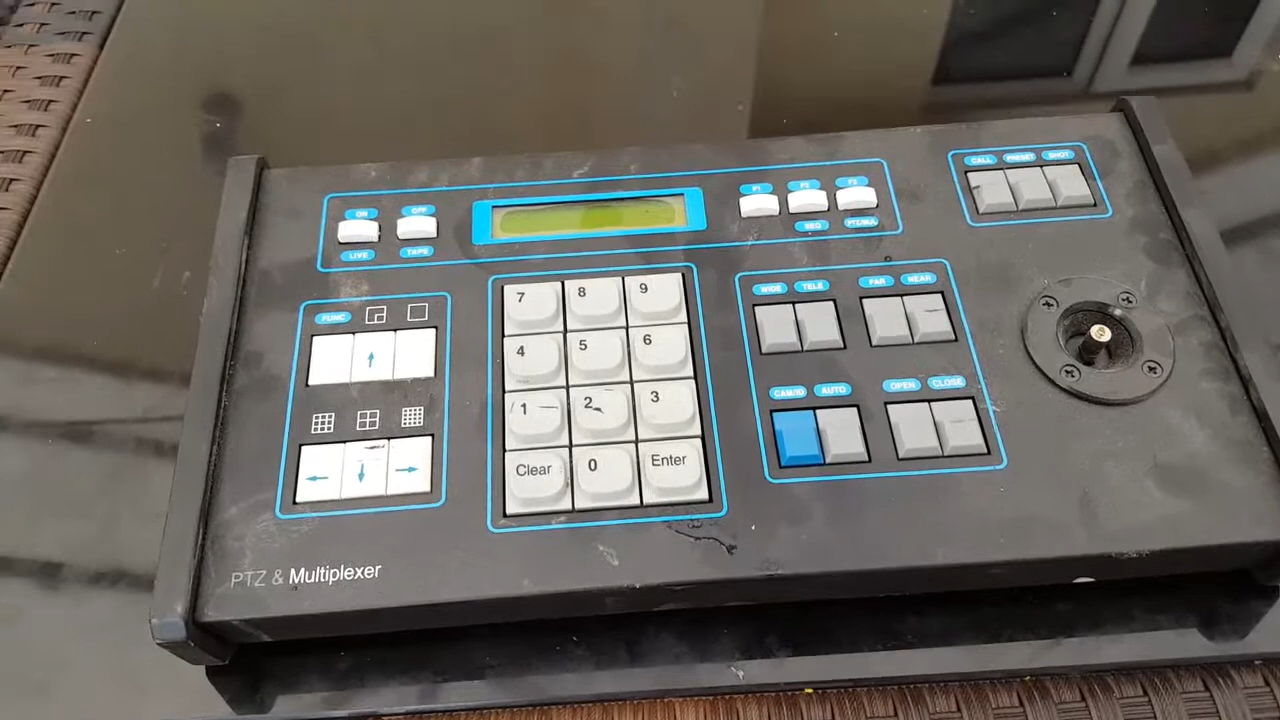 ON OFF
F1 F2 F3
LIVE TAPE
SEQ PTZ/MUX
CALL PRESET SHOT
FUNC
7 8 9
4 5 6
1 2 3
Clear 0 Enter
WIDE TELE FAR NEAR
CAM/ID AUTO OPEN CLOSE
PTZ & Multiplexer